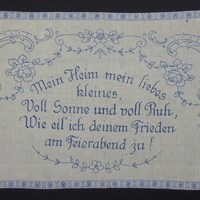 Mein Heim mein liebes
kleines,
Voll Sonne und voll Ruh,
Wie eil'ich deinem Frieden
am Feierabend zu!